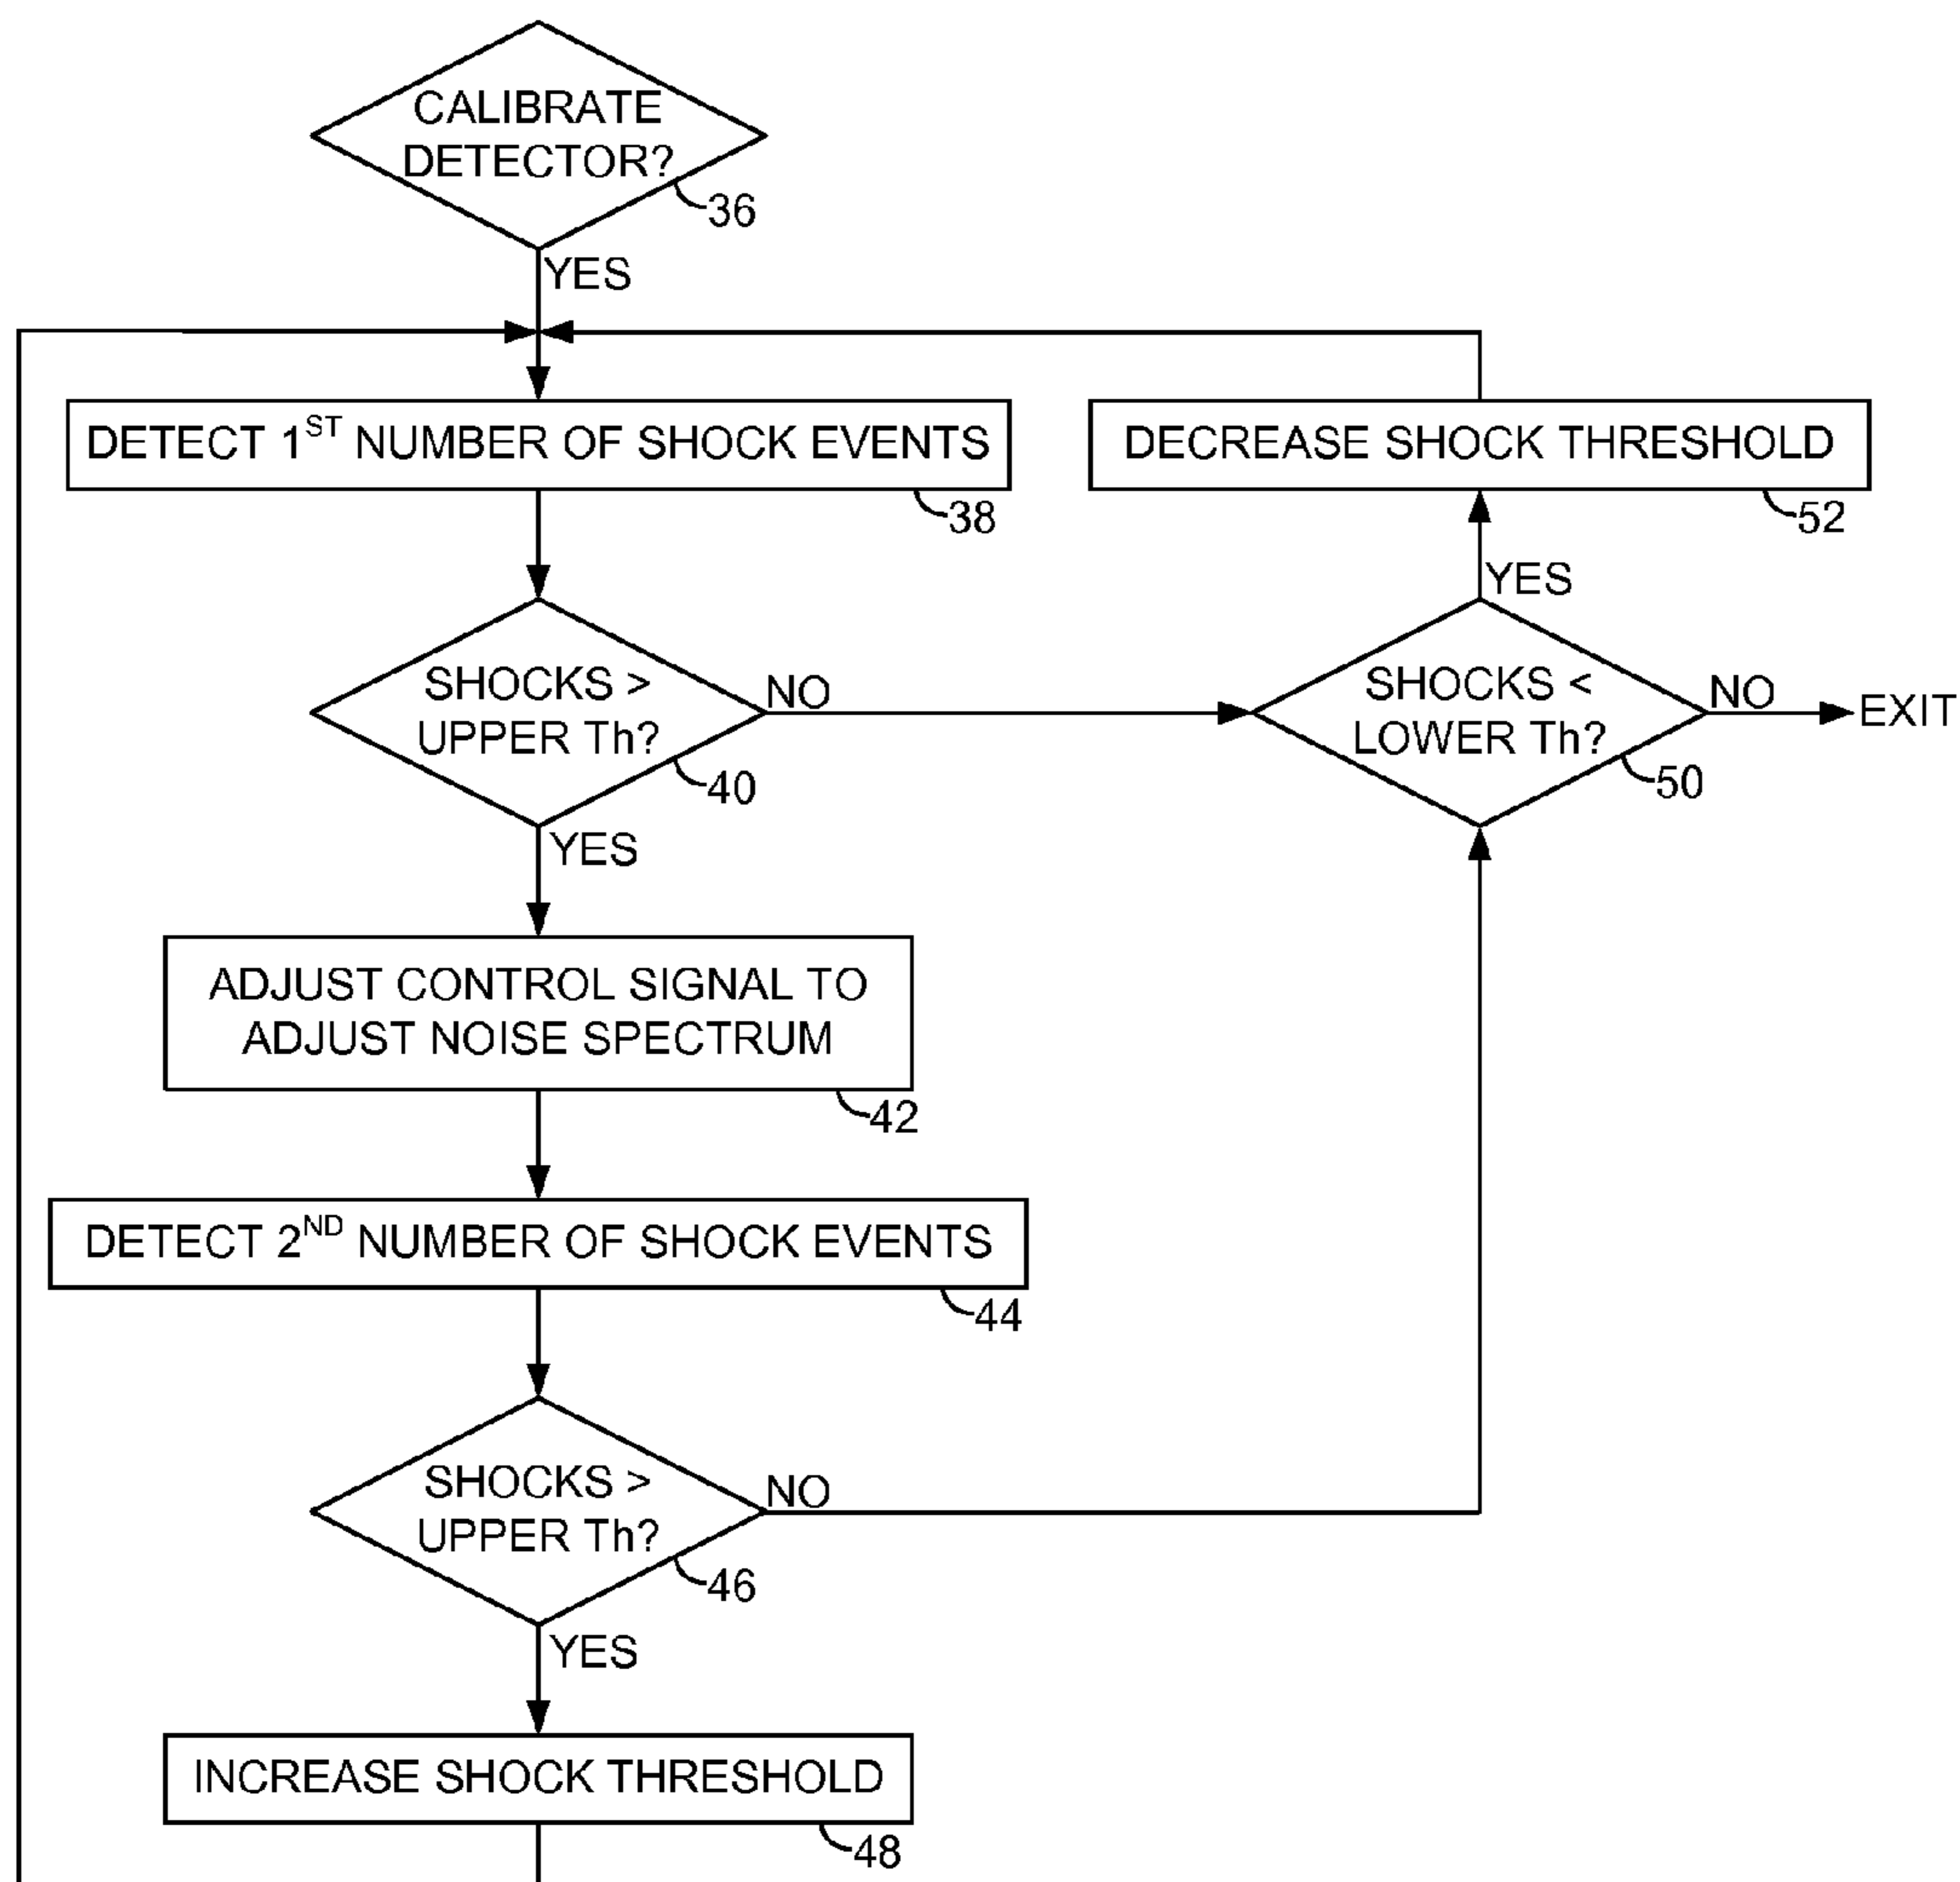 CALIBRATE
DETECTOR?
36
YES
DETECT 1ST NUMBER OF SHOCK EVENTS
38
DECREASE SHOCK THRESHOLD
52
YES
SHOCKS >
UPPER Th?
40
NO
SHOCKS <
LOWER Th?
50
NO
EXIT
YES
ADJUST CONTROL SIGNAL TO
ADJUST NOISE SPECTRUM
42
DETECT 2ND NUMBER OF SHOCK EVENTS
44
SHOCKS >
UPPER Th?
46
NO
YES
INCREASE SHOCK THRESHOLD
48